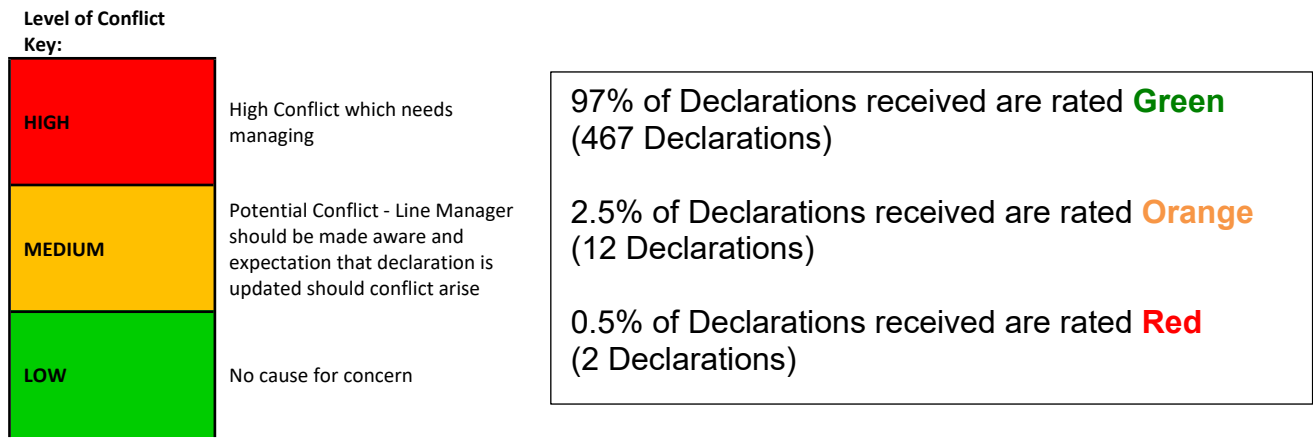 Level of Conflict
Key:
HIGH
High Conflict which needs
managing
MEDIUM
Potential Conflict - Line Manager
should be made aware and
expectation that declaration is
updated should conflict arise
LOW
No cause for concern
97% of Declarations received are rated Green
(467 Declarations)
2.5% of Declarations received are rated Orange
(12 Declarations)
0.5% of Declarations received are rated Red
(2 Declarations)